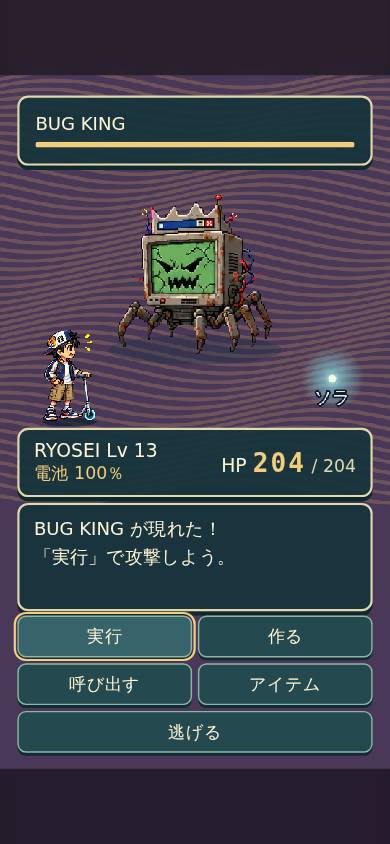 BUG KING
ソラ
RYOSEI Lv 13
電池 100％
HP 204 / 204
BUG KING が現れた！
「実行」で攻撃しよう。
実行
作る
呼び出す
アイテム
逃げる